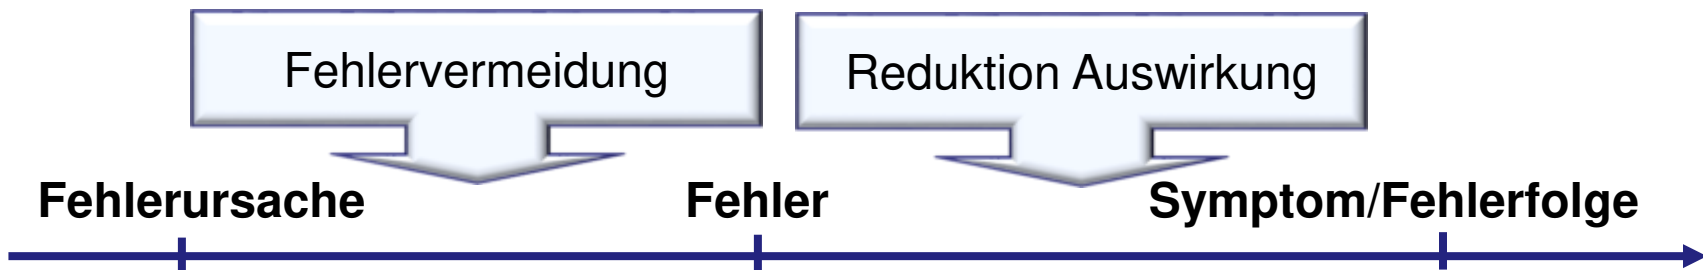 Fehlervermeidung
Reduktion Auswirkung
Fehlerursache
Fehler
Symptom/Fehlerfolge